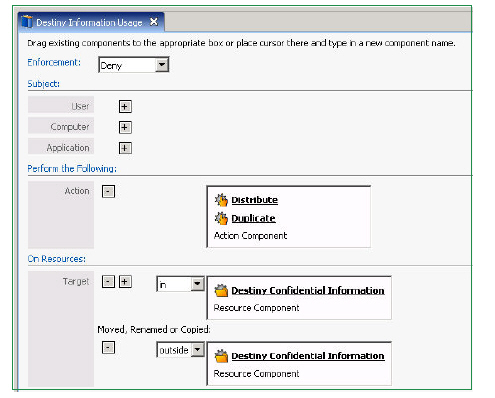 Destiny Information Usage
Drag existing components to the appropriate box or place cursor there and type in a new component name.
Enforcement: Deny
Subject:
User +
Computer +
Application +
Perform the Following:
Action - Distribute
Duplicate
Action Component
On Resources:
Target - + in Destiny Confidential Information
Resource Component
Moved, Renamed or Copied:
- outside Destiny Confidential Information
Resource Component